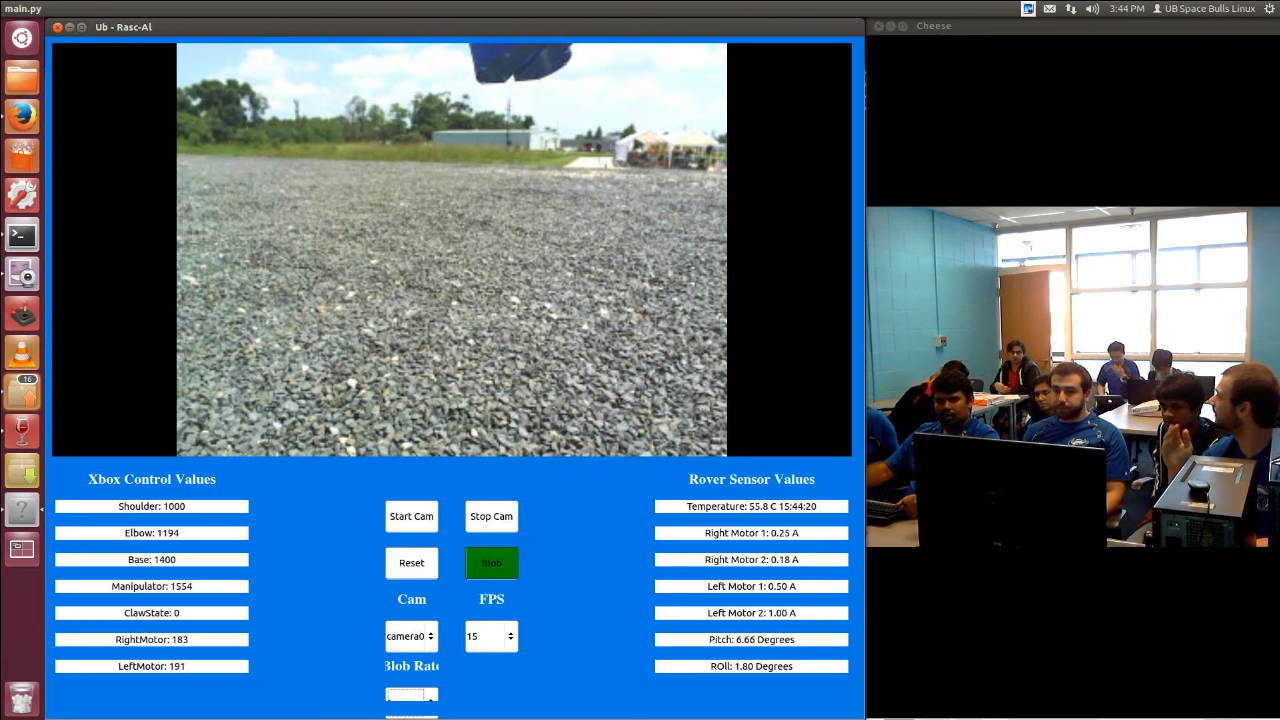 main.py
3:44 PM
UB Space Bulls Linux
Ub - Rasc-Al
Cheese
16
Xbox Control Values
Shoulder: 1000
Elbow: 1194
Base: 1400
Manipulator: 1554
ClawState: 0
RightMotor: 183
LeftMotor: 191
Start Cam
Stop Cam
Reset
Blob
Cam
FPS
camera0
15
Blob Rate
Rover Sensor Values
Temperature: 55.8 C 15:44:20
Right Motor 1: 0.25 A
Right Motor 2: 0.18 A
Left Motor 1: 0.50 A
Left Motor 2: 1.00 A
Pitch: 6.66 Degrees
ROll: 1.80 Degrees